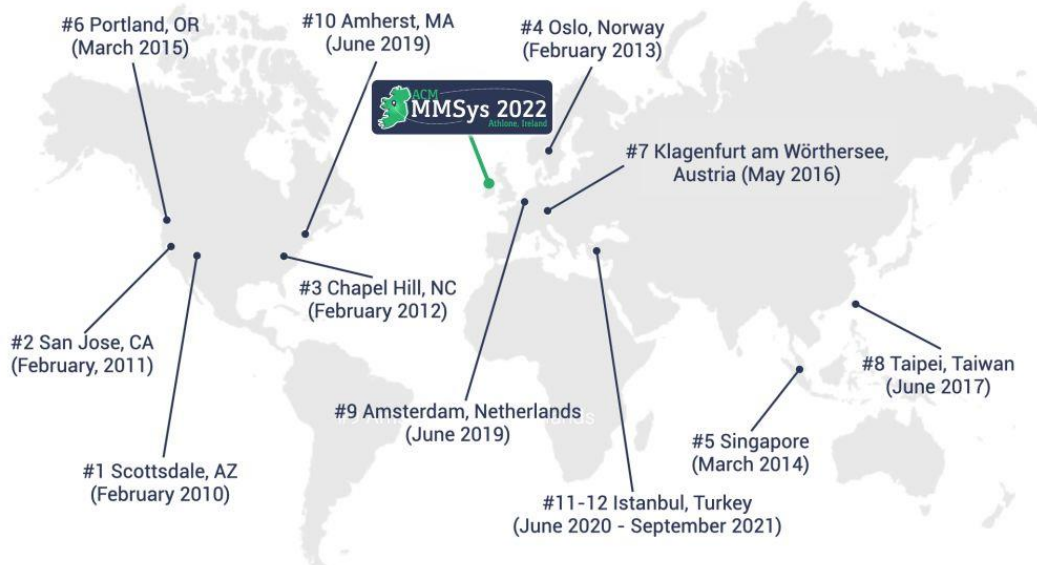 #6 Portland, OR
(March 2015)
#10 Amherst, MA
(June 2019)
#4 Oslo, Norway
(February 2013)
ACM
MMSys 2022
Athlone, Ireland
#7 Klagenfurt am Wörthersee,
Austria (May 2016)
#3 Chapel Hill, NC
(February 2012)
#2 San Jose, CA
(February, 2011)
#8 Taipei, Taiwan
(June 2017)
#9 Amsterdam, Netherlands
(June 2019)
#5 Singapore
(March 2014)
#1 Scottsdale, AZ
(February 2010)
#11-12 Istanbul, Turkey
(June 2020 - September 2021)